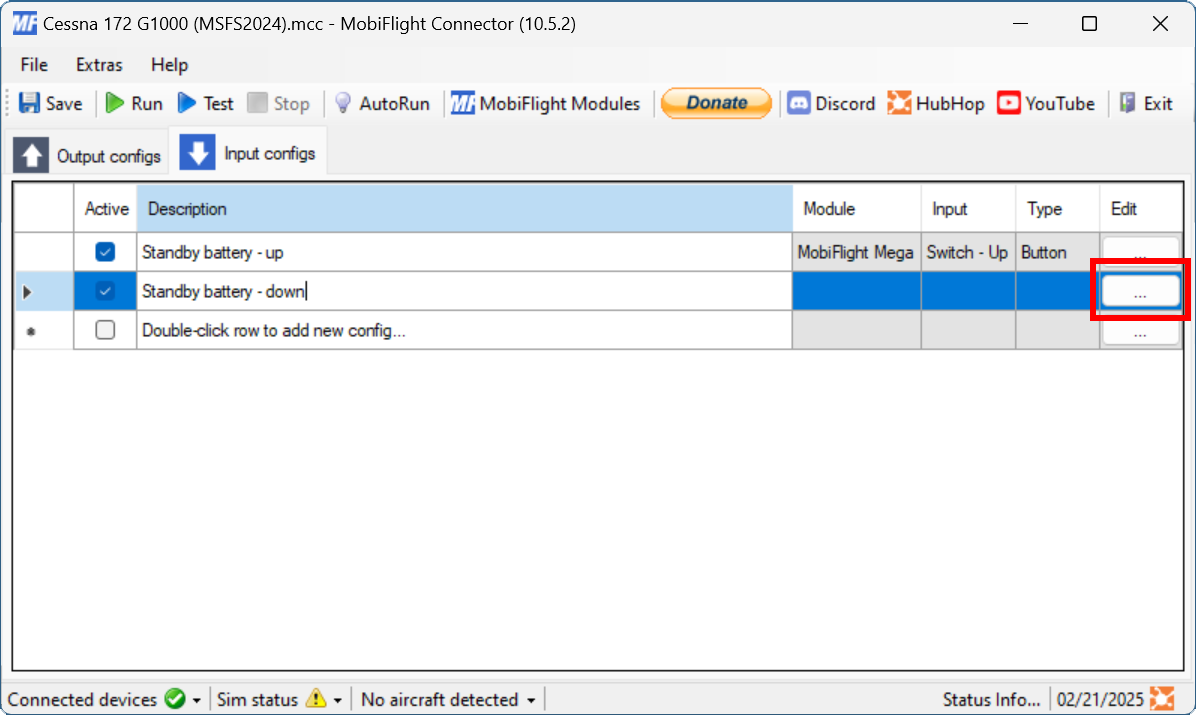 MF Cessna 172 G1000 (MSFS2024).mcc - MobiFlight Connector (10.5.2)
File Extras Help
Save Run Test Stop AutoRun MF MobiFlight Modules Donate Discord HubHop YouTube Exit
Output configs Input configs
Active Description Module Input Type Edit
Standby battery - up MobiFlight Mega Switch - Up Button ...
Standby battery - down ...
Double-click row to add new config... ...
Connected devices Sim status No aircraft detected Status Info... 02/21/2025